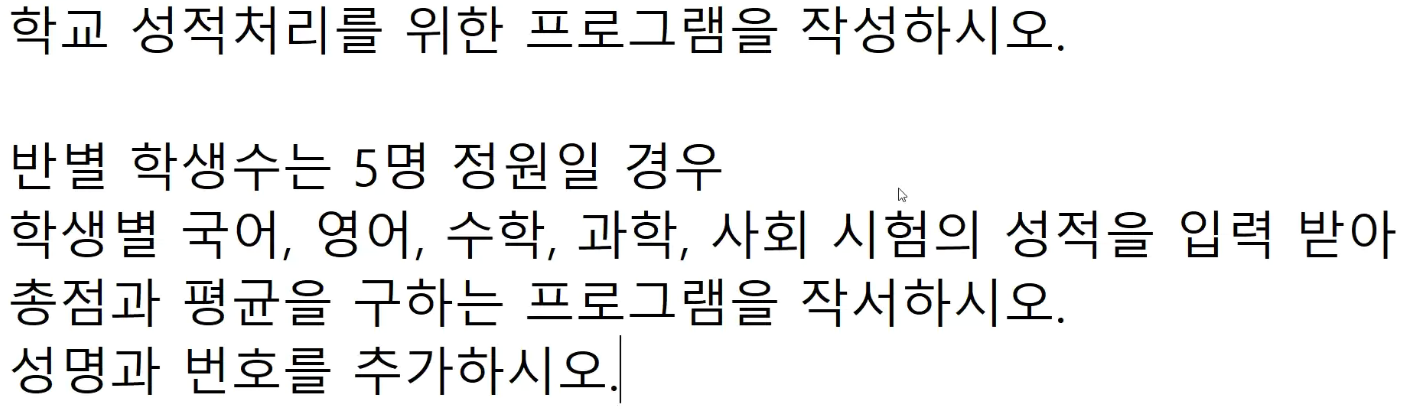 학교 성적처리를 위한 프로그램을 작성하시오.
반별 학생수는 5명 정원일 경우
학생별 국어, 영어, 수학, 과학, 사회 시험의 성적을 입력 받아
총점과 평균을 구하는 프로그램을 작서하시오.
성명과 번호를 추가하시오.